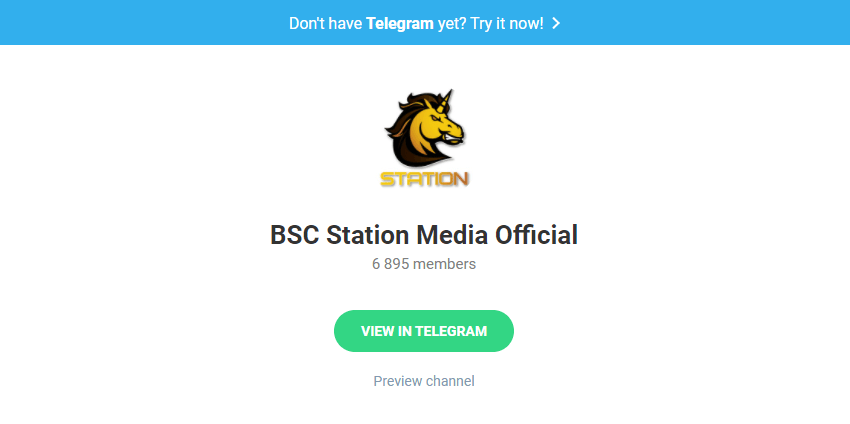 Don't have Telegram yet? Try it now!
STATION
BSC Station Media Official
6 895 members
VIEW IN TELEGRAM
Preview channel